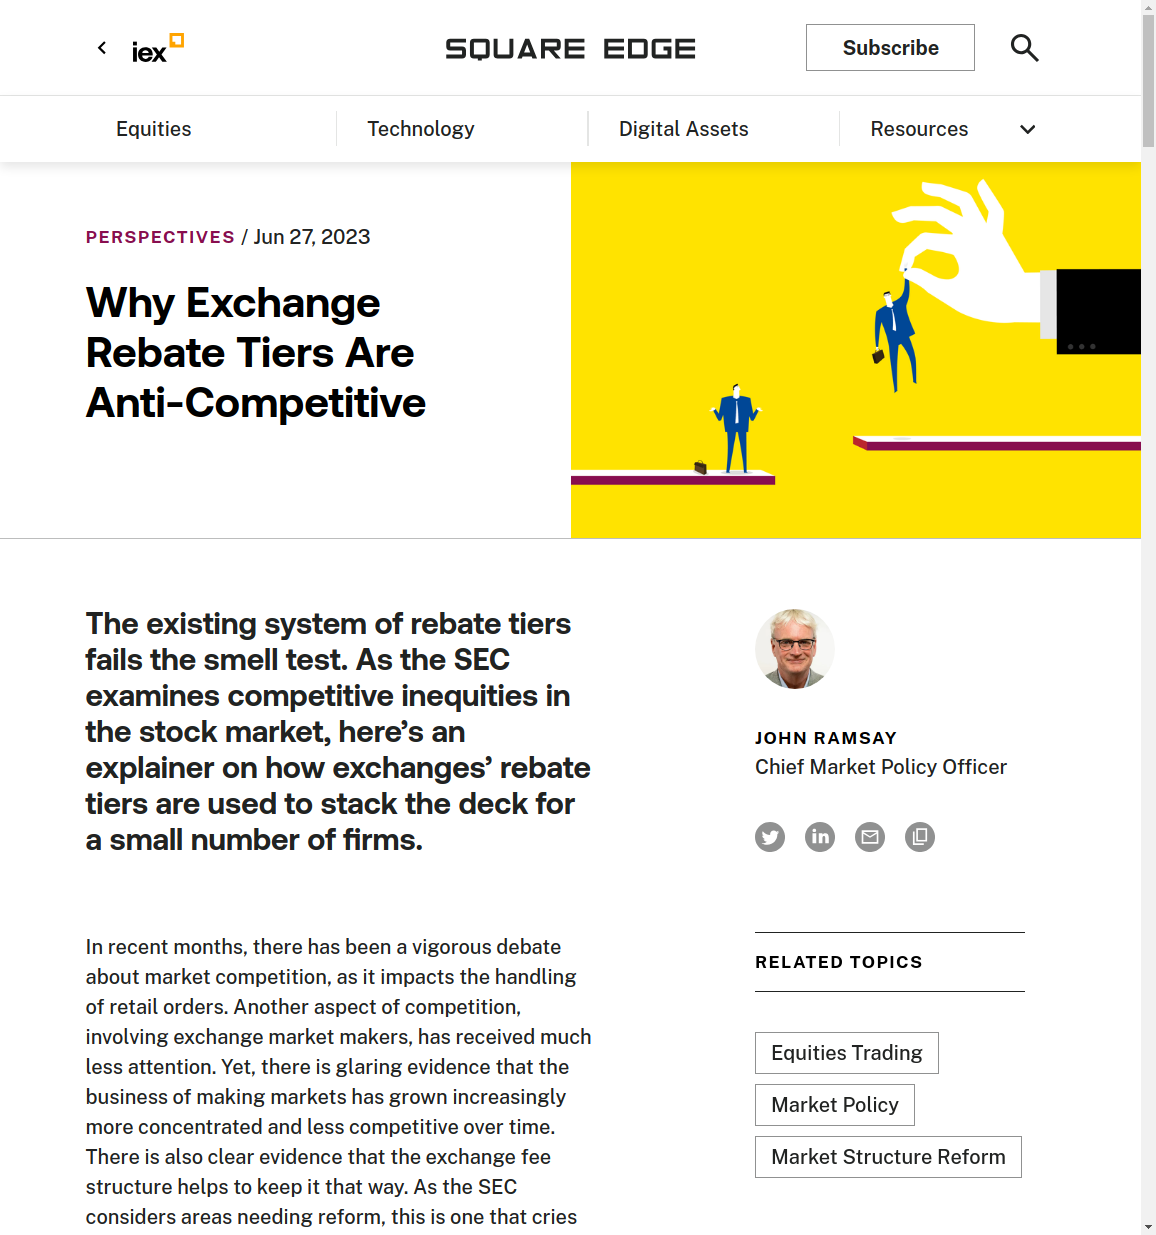 iex
SQUARE EDGE
Subscribe
Equities
Technology
Digital Assets
Resources
PERSPECTIVES / Jun 27, 2023
Why Exchange
Rebate Tiers Are
Anti-Competitive
The existing system of rebate tiers
fails the smell test. As the SEC
examines competitive inequities in
the stock market, here’s an
explainer on how exchanges’ rebate
tiers are used to stack the deck for
a small number of firms.
JOHN RAMSAY
Chief Market Policy Officer
in
In recent months, there has been a vigorous debate
about market competition, as it impacts the handling
of retail orders. Another aspect of competition,
involving exchange market makers, has received much
less attention. Yet, there is glaring evidence that the
business of making markets has grown increasingly
more concentrated and less competitive over time.
There is also clear evidence that the exchange fee
structure helps to keep it that way. As the SEC
considers areas needing reform, this is one that cries
RELATED TOPICS
Equities Trading
Market Policy
Market Structure Reform